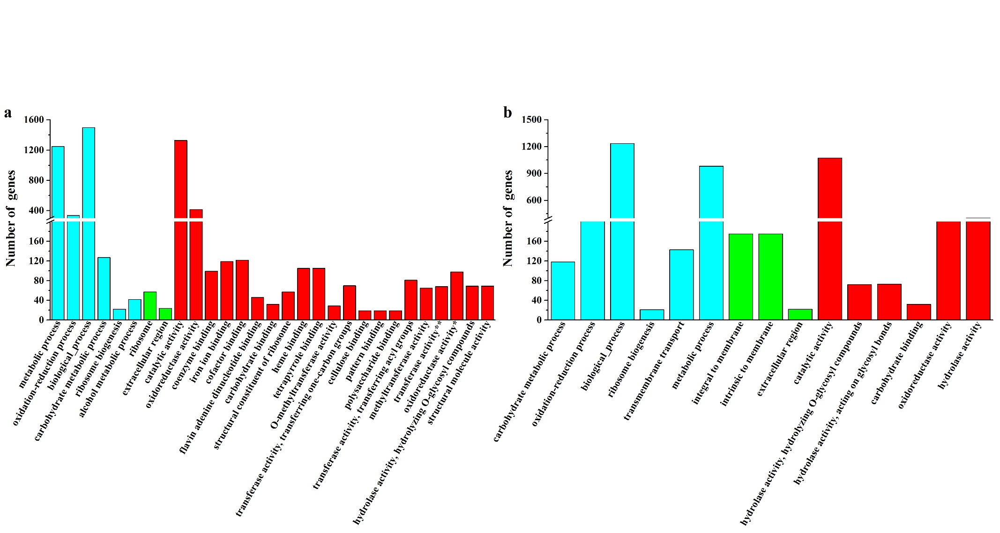 a
1600
1200
800
400
160
120
80
40
0
Number of genes
metabolic process
oxidation-reduction process
biological_process
carbohydrate metabolic process
ribosome biogenesis
alcohol metabolic process
ribosome
extracellular region
catalytic activity
oxidoreductase activity
coenzyme binding
iron ion binding
cofactor binding
flavin adenine dinucleotide binding
carbohydrate binding
structural constituent of ribosome
heme binding
tetrapyrrole binding
O-methyltransferase activity
transferase activity, transferring one-carbon groups
cellulose binding
pattern binding
polysaccharide binding
transferase activity, transferring acyl groups
methyltransferase activity
transferase activity**
oxidoreductase activity*
hydrolase activity, hydrolyzing O-glycosyl compounds
structural molecule activity
b
1500
1200
900
600
160
120
80
40
0
Number of genes
carbohydrate metabolic process
oxidation-reduction process
biological_process
ribosome biogenesis
transmembrane transport
metabolic process
integral to membrane
intrinsic to membrane
extracellular region
catalytic activity
hydrolase activity, hydrolyzing O-glycosyl compounds
hydrolase activity, acting on glycosyl bonds
carbohydrate binding
oxidoreductase activity
hydrolase activity